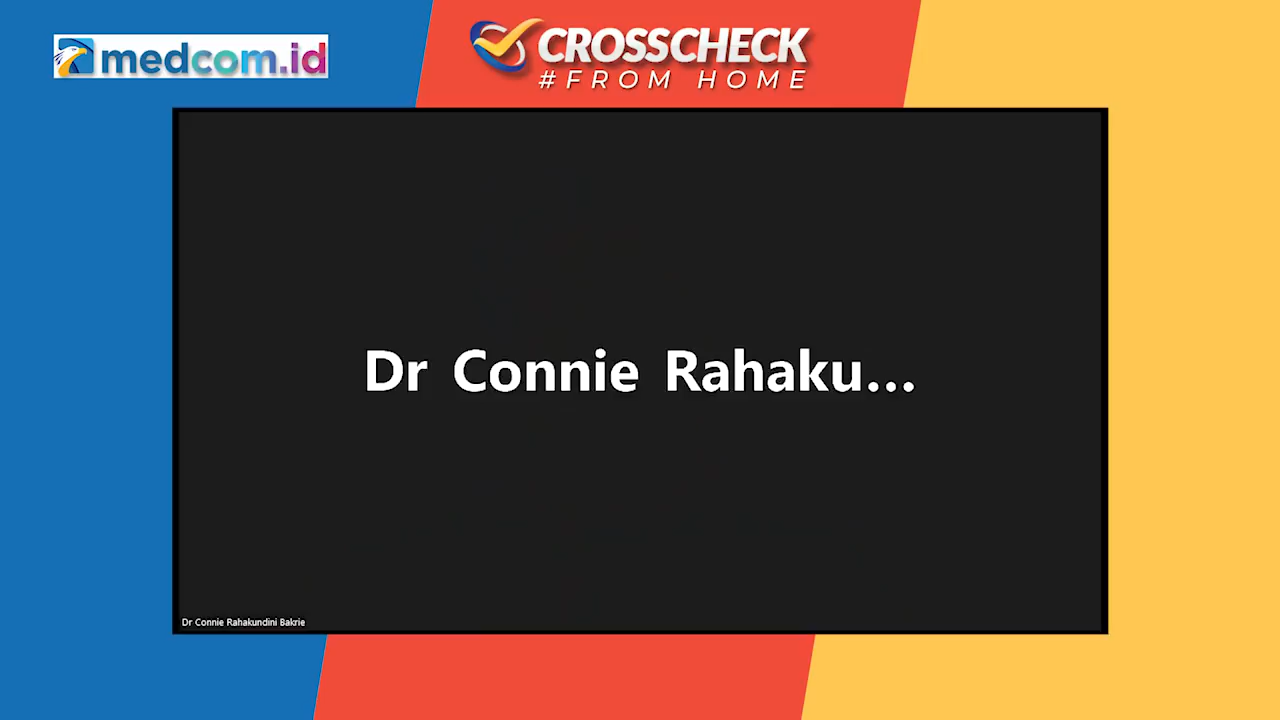 medcom.id
CROSSCHECK
#FROM HOME
Dr Connie Rahaku...
Dr Connie Rahakundini Bakrie